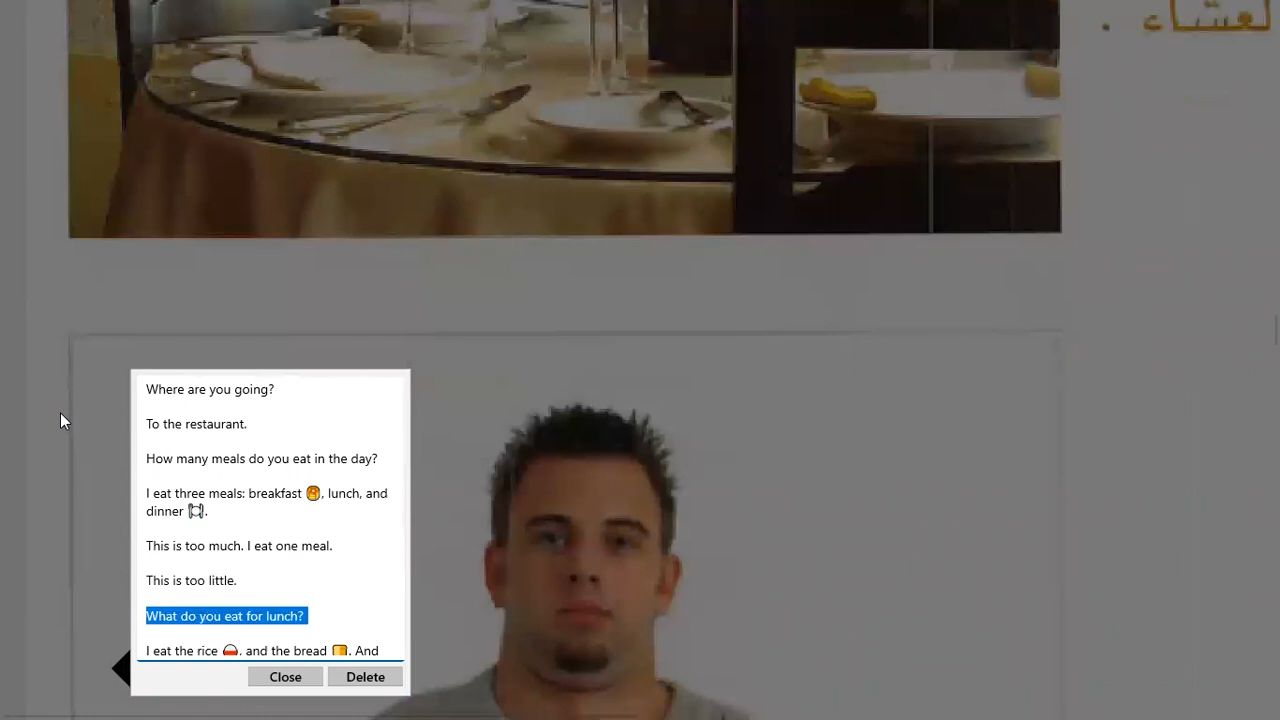 لعشاء .
Where are you going?
To the restaurant.
How many meals do you eat in the day?
I eat three meals: breakfast 🥞, lunch, and
dinner 🍽.
This is too much. I eat one meal.
This is too little.
What do you eat for lunch?
I eat the rice 🍚, and the bread 🍞. And
Close
Delete